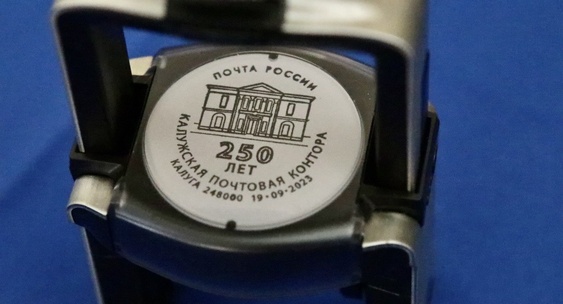 ПОЧТА РОССИИ
250
ЛЕТ
КАЛУЖСКАЯ ПОЧТОВАЯ КОНТОРА
КАЛУГА 248000 19-09-2023